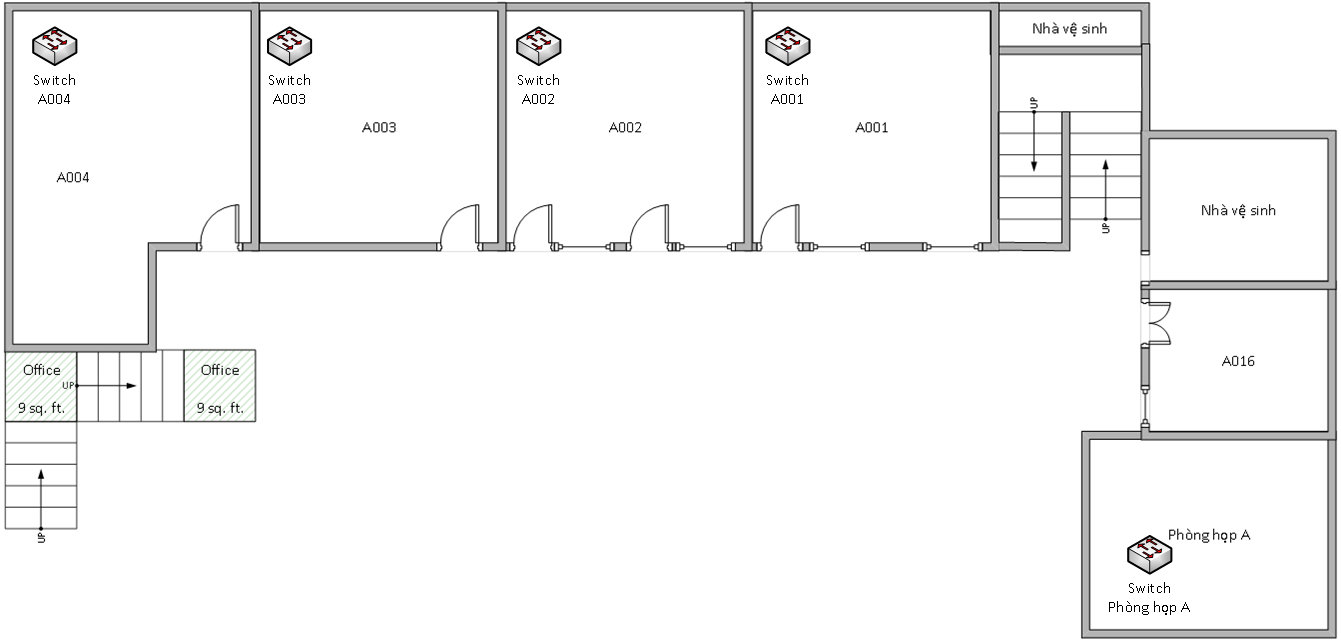 Nhà vệ sinh
Switch
A004
Switch
A003
Switch
A002
Switch
A001
UP
A003
A002
A001
A004
Nhà vệ sinh
UP
Office
UP
9 sq. ft.
Office
9 sq. ft.
A016
UP
Phòng họp A
Switch
Phòng họp A